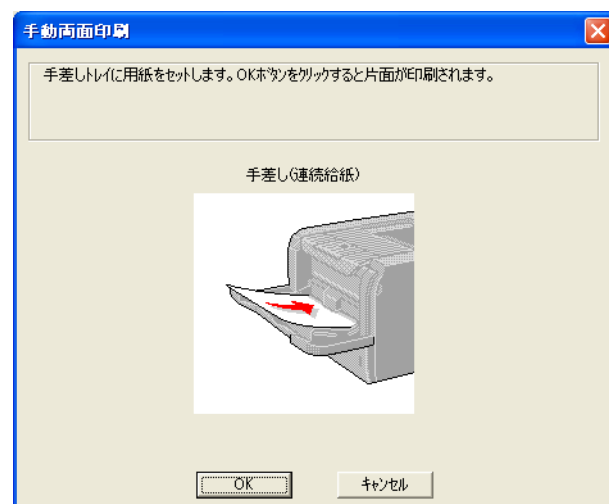 手動両面印刷
手差しトレイに用紙をセットします。OKボタンをクリックすると片面が印刷されます。
手差し(連続給紙)
OK
キャンセル